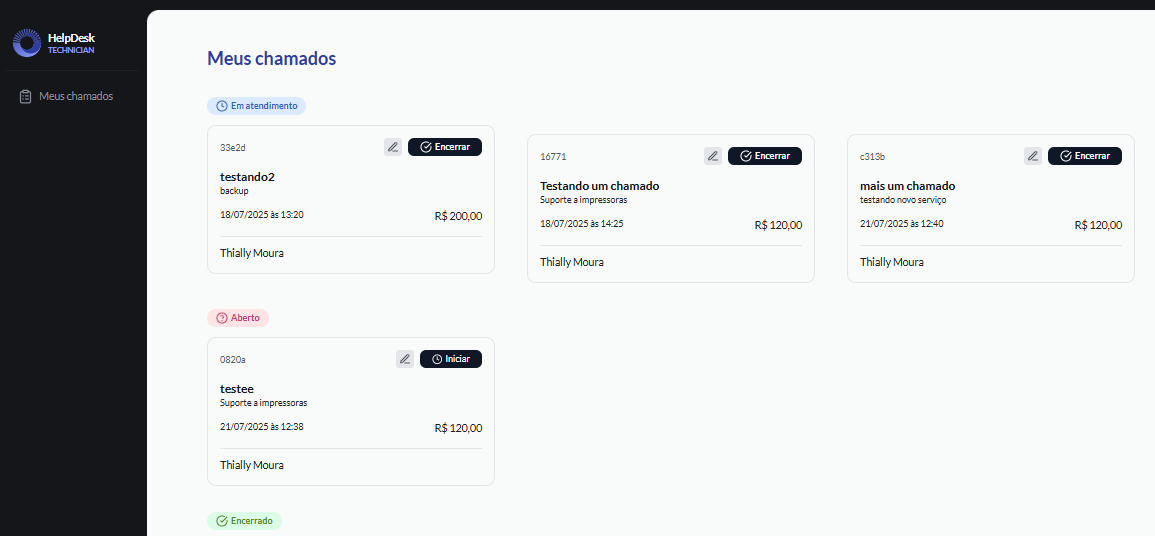 HelpDesk
TECHNICIAN
Meus chamados
Meus chamados
Em atendimento
33e2d
Encerrar
testando2
backup
18/07/2025 às 13:20
R$ 200,00
Thially Moura
16771
Encerrar
Testando um chamado
Suporte a impressoras
18/07/2025 às 14:25
R$ 120,00
Thially Moura
c313b
Encerrar
mais um chamado
testando novo serviço
21/07/2025 às 12:40
R$ 120,00
Thially Moura
Aberto
0820a
Iniciar
testee
Suporte a impressoras
21/07/2025 às 12:38
R$ 120,00
Thially Moura
Encerrado